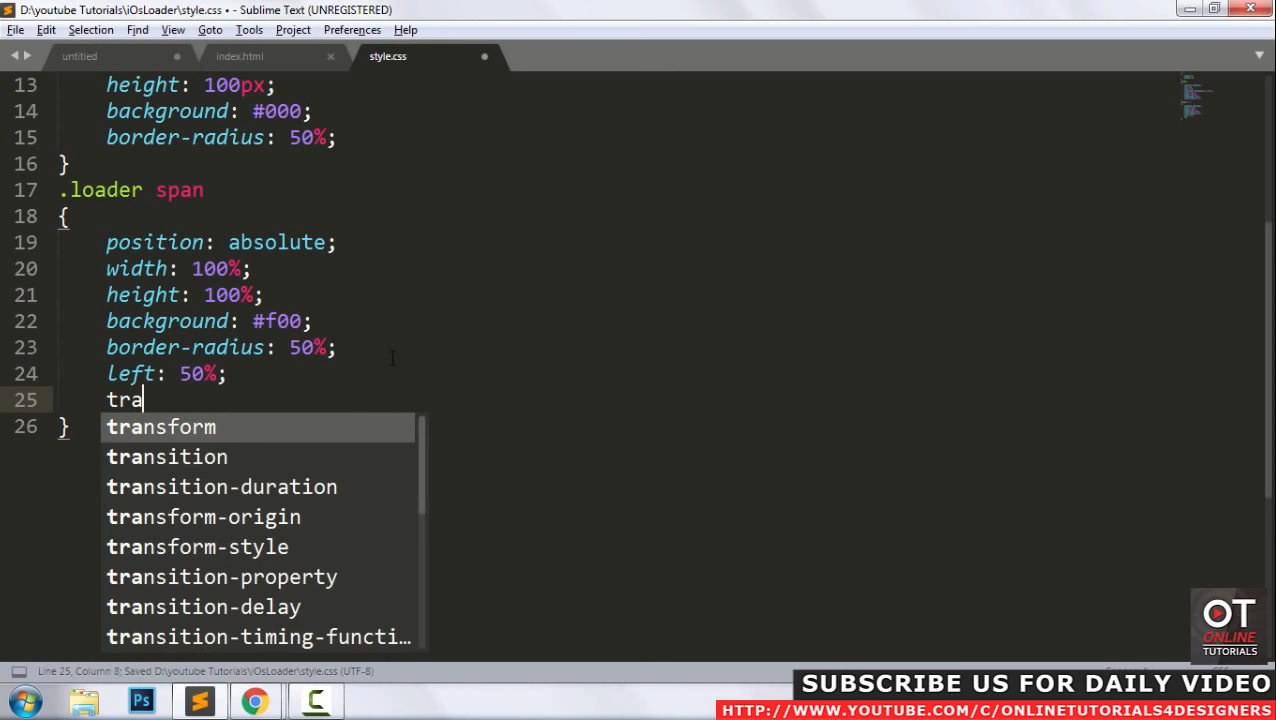 D:\youtube Tutorials\iOsLoader\style.css • - Sublime Text (UNREGISTERED)
File Edit Selection Find View Goto Tools Project Preferences Help
untitled index.html style.css
13 height: 100px;
14 background: #000;
15 border-radius: 50%;
16 }
17 .loader span
18 {
19 position: absolute;
20 width: 100%;
21 height: 100%;
22 background: #f00;
23 border-radius: 50%;
24 left: 50%;
25 tra
26 }
transform
transition
transition-duration
transform-origin
transform-style
transition-property
transition-delay
transition-timing-functi…
OT
ONLINE
TUTORIALS
Line 25, Column 8; Saved D:\youtube Tutorials\iOsLoader\style.css (UTF-8)
SUBSCRIBE US FOR DAILY VIDEO
HTTP://WWW.YOUTUBE.COM/C/ONLINETUTORIALS4DESIGNERS
Ps